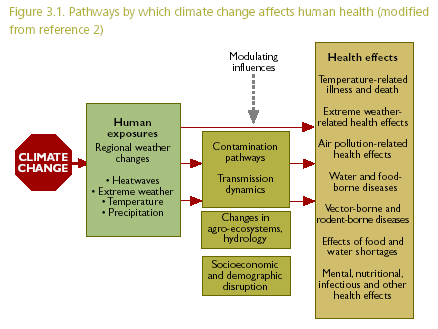 Figure 3.1. Pathways by which climate change affects human health (modified
from reference 2)
Modulating
influences
CLIMATE
CHANGE
Human
exposures
Regional weather
changes
• Heatwaves
• Extreme weather
• Temperature
• Precipitation
Contamination
pathways
Transmission
dynamics
Changes in
agro-ecosystems,
hydrology
Socioeconomic
and demographic
disruption
Health effects
Temperature-related
illness and death
Extreme weather-
related health effects
Air pollution-related
health effects
Water and food-
borne diseases
Vector-borne and
rodent-borne diseases
Effects of food and
water shortages
Mental, nutritional,
infectious and other
health effects